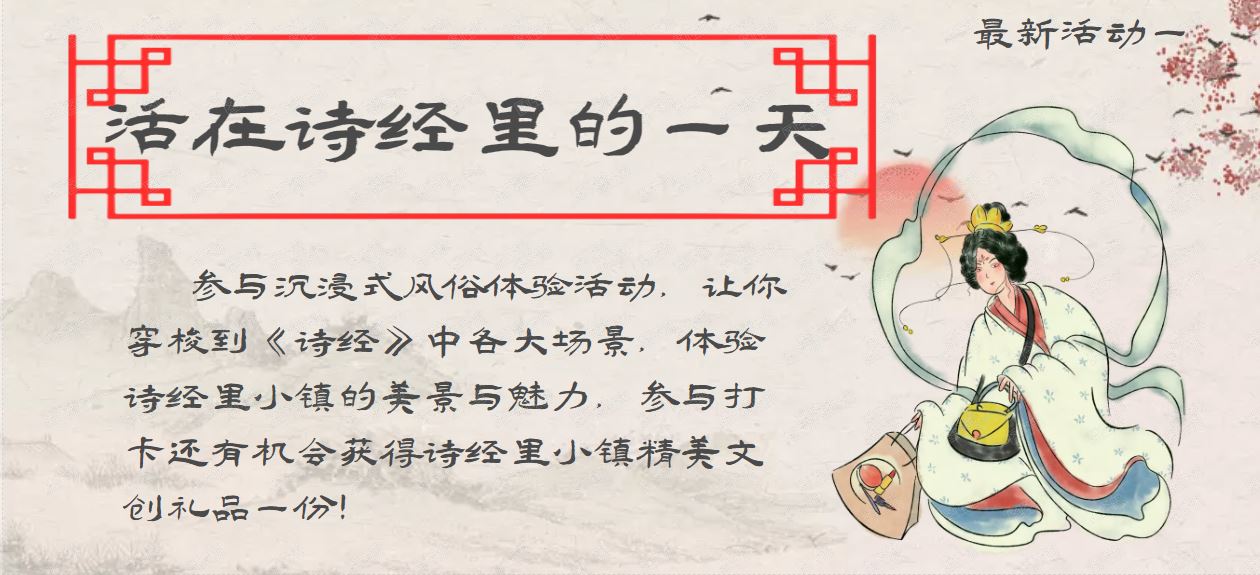 最新活动一
活在诗经里的一天
参与沉浸式风俗体验活动，让你
穿梭到《诗经》中各大场景，体验
诗经里小镇的美景与魅力，参与打
卡还有机会获得诗经里小镇精美文
创礼品一份！